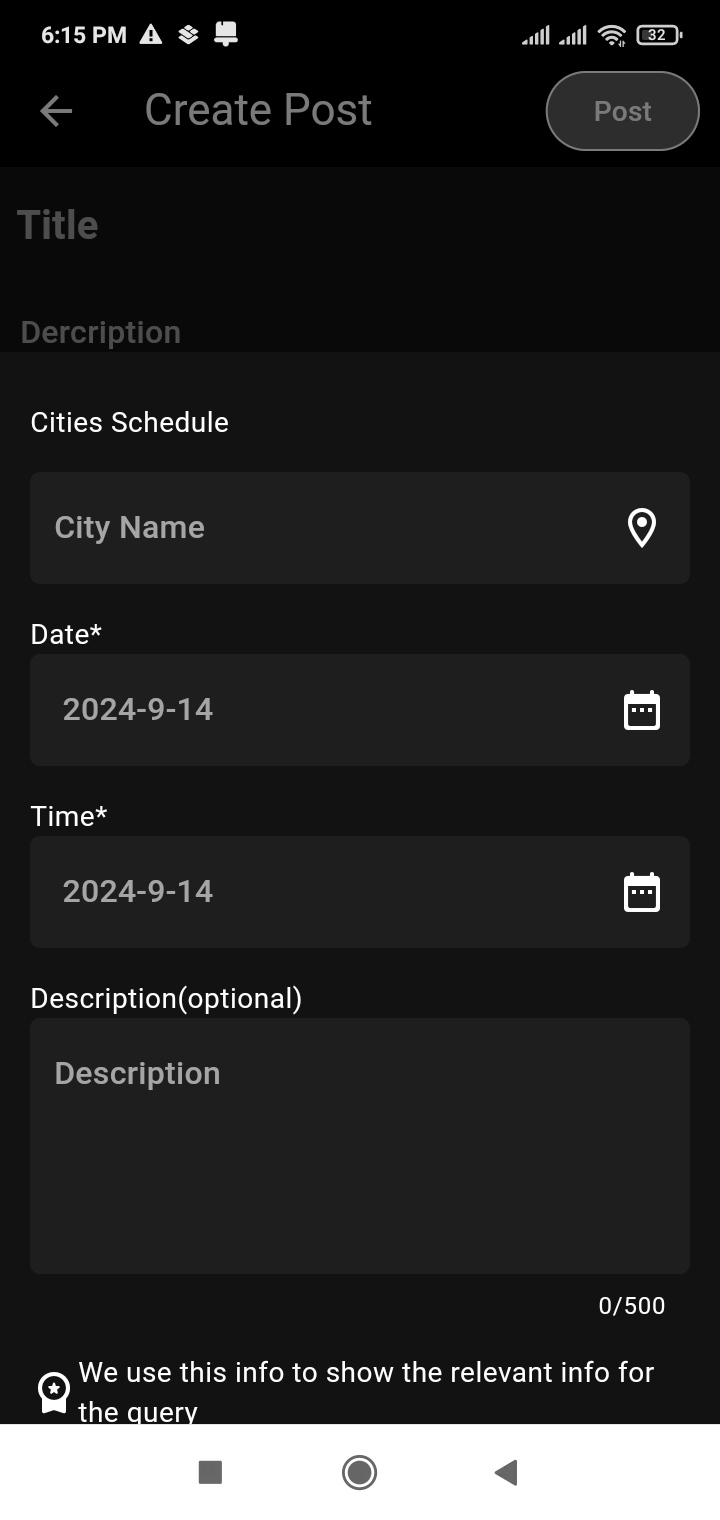 6:15 PM
32
Create Post
Post
Title
Dercription
Cities Schedule
City Name
Date*
2024-9-14
Time*
2024-9-14
Description(optional)
Description
0/500
We use this info to show the relevant info for
the query